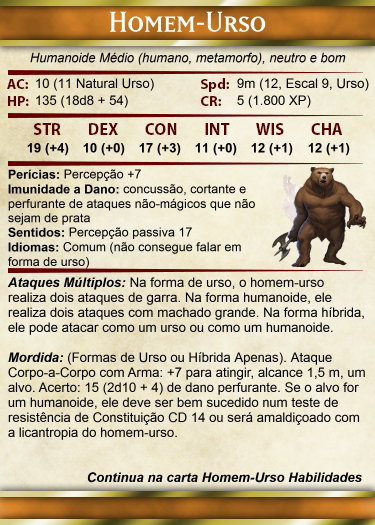 Homem-Urso
Humanoide Médio (humano, metamorfo), neutro e bom
AC: 10 (11 Natural Urso) Spd: 9m (12, Escal 9, Urso)
HP: 135 (18d8 + 54) CR: 5 (1.800 XP)
STR DEX CON INT WIS CHA
19 (+4) 10 (+0) 17 (+3) 11 (+0) 12 (+1) 12 (+1)
Perícias: Percepção +7
Imunidade a Dano: concussão, cortante e
perfurante de ataques não-mágicos que não
sejam de prata
Sentidos: Percepção passiva 17
Idiomas: Comum (não consegue falar em
forma de urso)
Ataques Múltiplos: Na forma de urso, o homem-urso
realiza dois ataques de garra. Na forma humanoide, ele
realiza dois ataques com machado grande. Na forma híbrida,
ele pode atacar como um urso ou como um humanoide.
Mordida: (Formas de Urso ou Híbrida Apenas). Ataque
Corpo-a-Corpo com Arma: +7 para atingir, alcance 1,5 m, um
alvo. Acerto: 15 (2d10 + 4) de dano perfurante. Se o alvo for
um humanoide, ele deve ser bem sucedido num teste de
resistência de Constituição CD 14 ou será amaldiçoado com
a licantropia do homem-urso.
Continua na carta Homem-Urso Habilidades